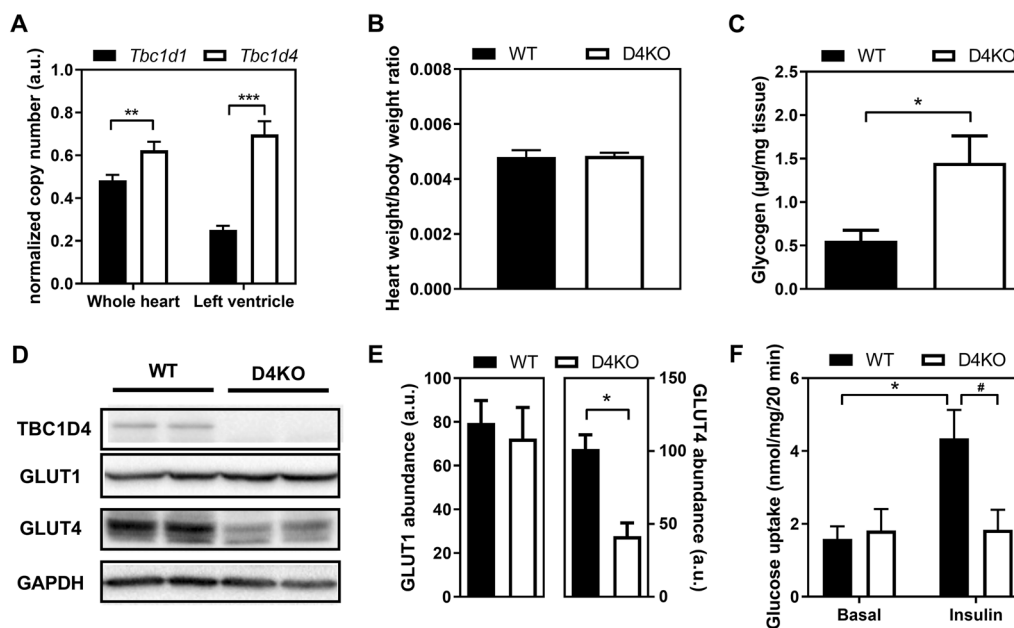 A
Tbc1d1 Tbc1d4
normalized copy number (a.u.)
1.0
0.8
0.6
0.4
0.2
0.0
**
***
Whole heart Left ventricle
B
WT D4KO
Heart weight/body weight ratio
0.008
0.006
0.004
0.002
0.000
C
WT D4KO
Glycogen (µg/mg tissue)
2.5
2.0
1.5
1.0
0.5
0.0
*
D
WT D4KO
TBC1D4
GLUT1
GLUT4
GAPDH
E
WT D4KO
GLUT1 abundance (a.u.)
100
80
60
40
20
0
*
150
100
50
0
GLUT4 abundance (a.u.)
F
WT D4KO
Glucose uptake (nmol/mg/20 min)
6
4
2
0
*
#
Basal Insulin